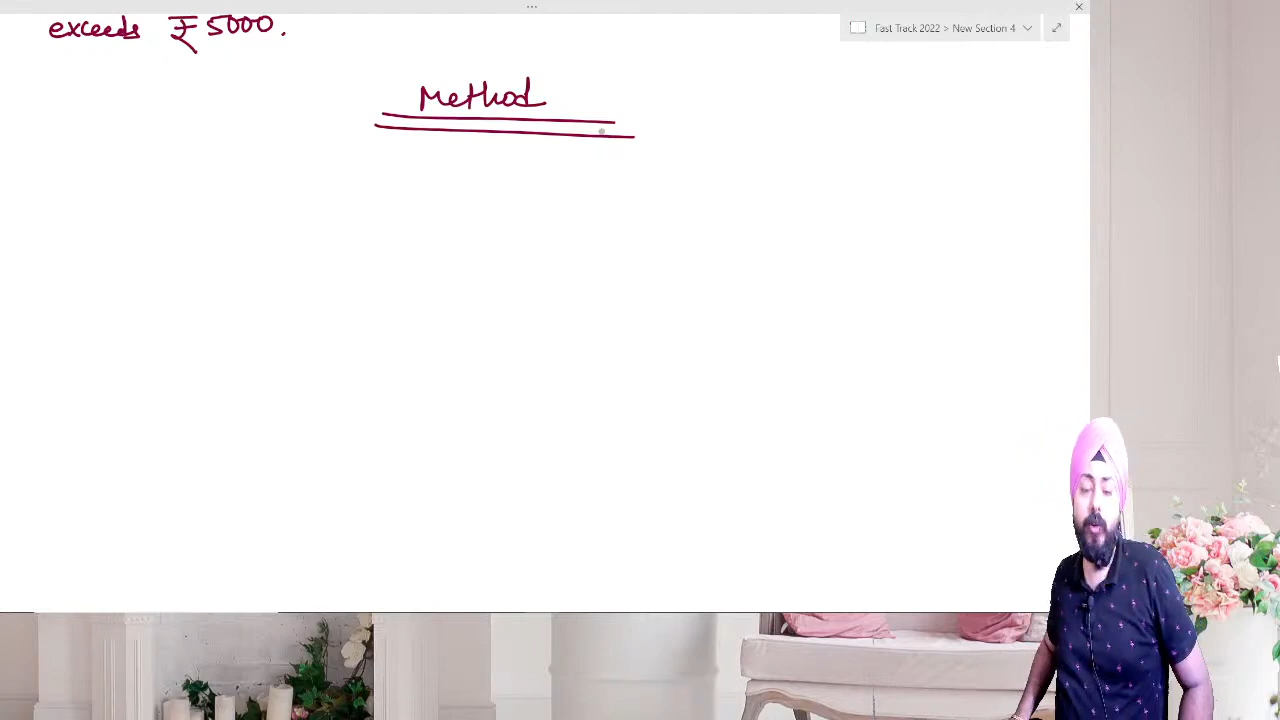 exceeds ₹ 5000.
Fast Track 2022 > New Section 4
Method